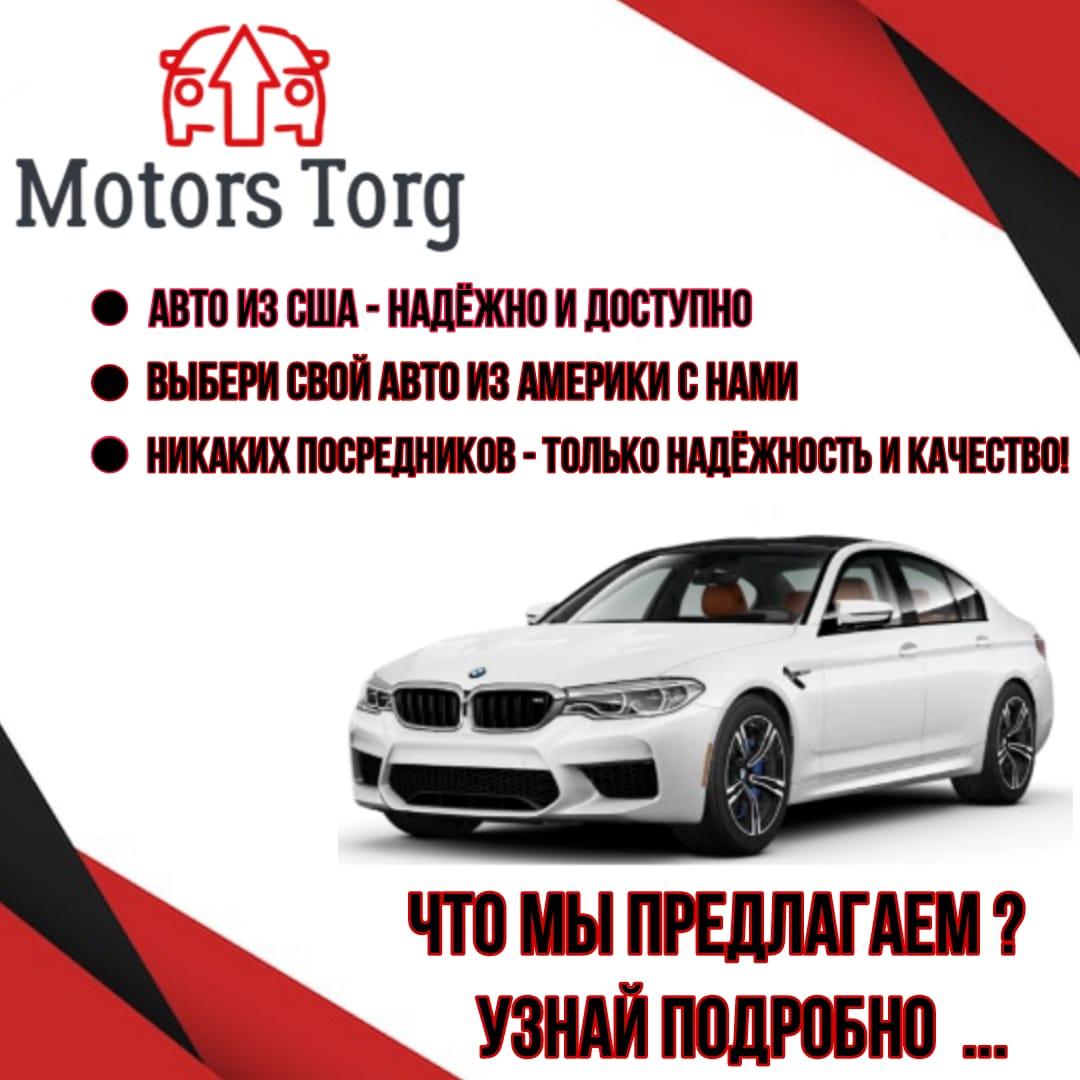 Motors Torg
АВТО ИЗ США - НАДЁЖНО И ДОСТУПНО
ВЫБЕРИ СВОЙ АВТО ИЗ АМЕРИКИ С НАМИ
НИКАКИХ ПОСРЕДНИКОВ - ТОЛЬКО НАДЁЖНОСТЬ И КАЧЕСТВО!
ЧТО МЫ ПРЕДЛАГАЕМ ?
УЗНАЙ ПОДРОБНО ...